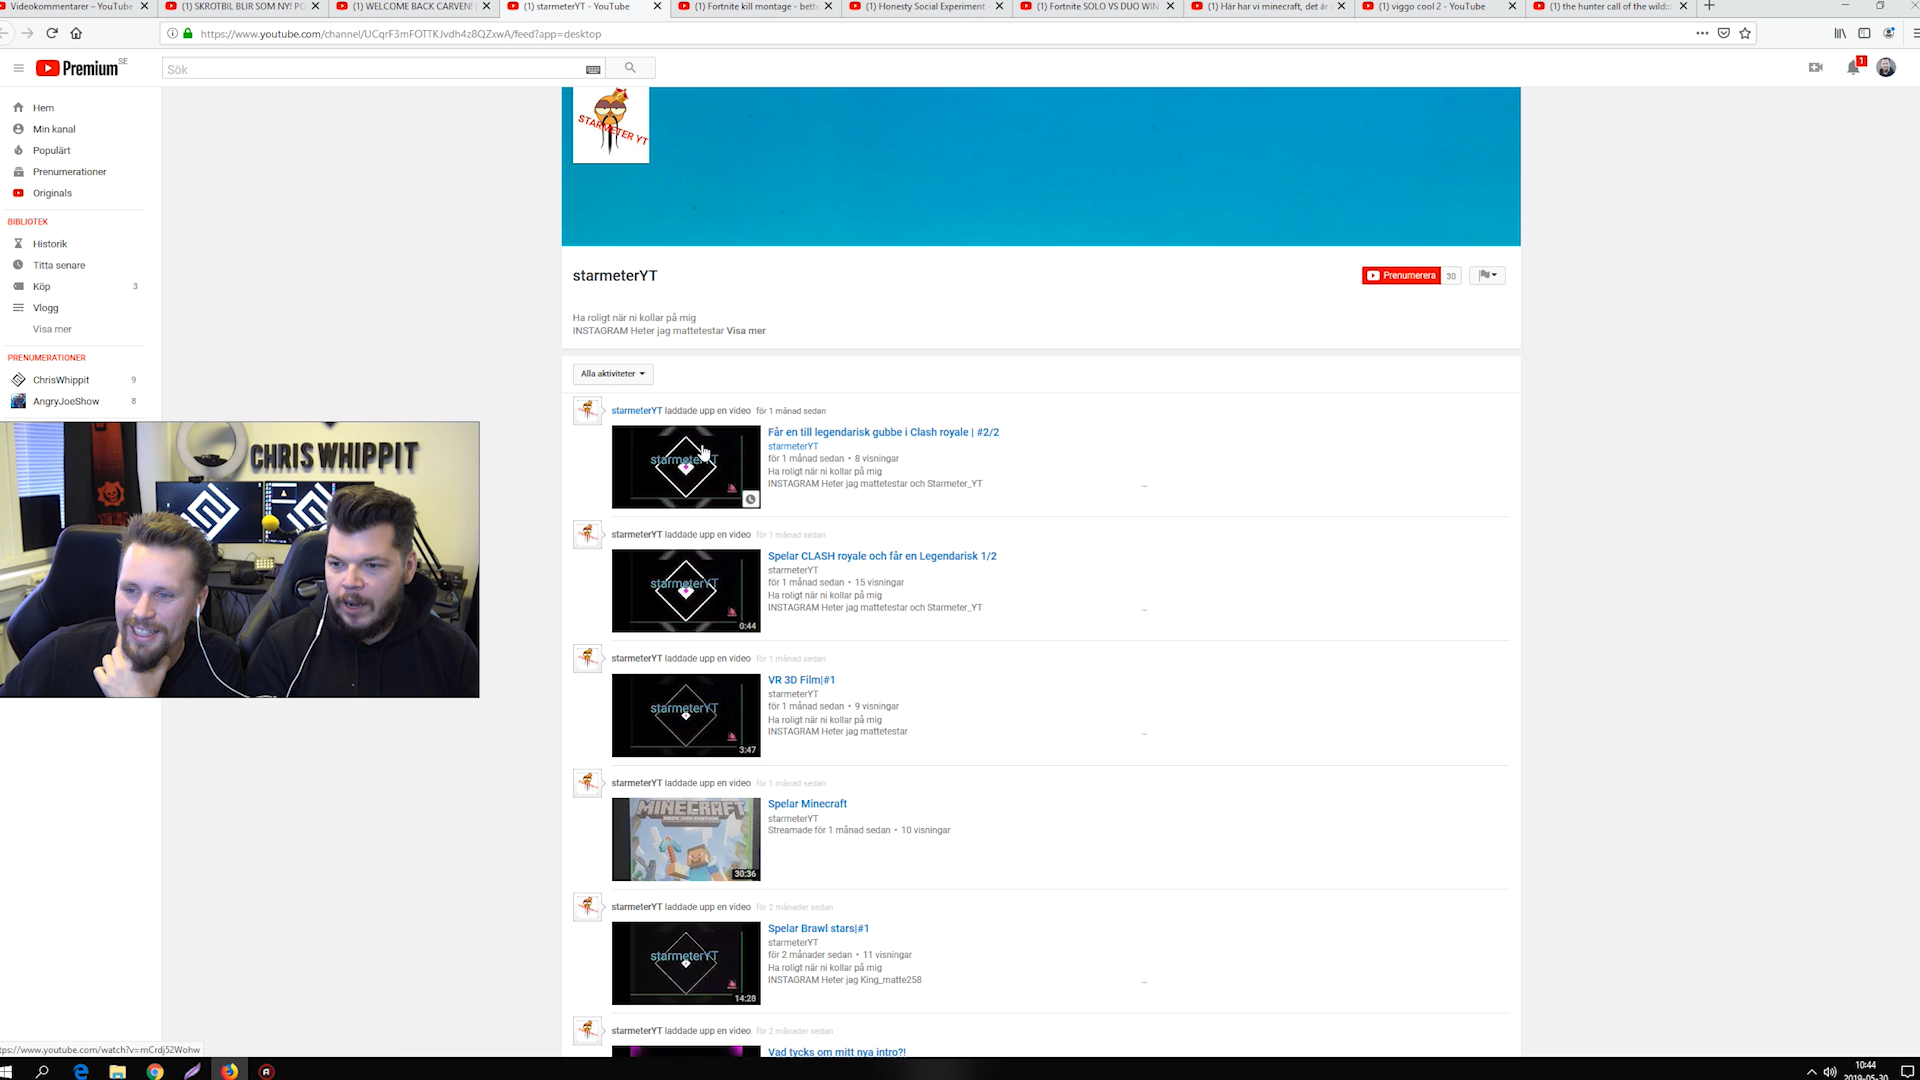 Videokommentarer – YouTube
(1) SKROTBIL BLIR SOM NY! PO
(1) WELCOME BACK CARVEN!
(1) starmeterYT - YouTube
(1) Fortnite kill montage - bette
(1) Honesty Social Experiment
(1) Fortnite SOLO VS DUO WIN
(1) Här har vi minecraft, det är
(1) viggo cool 2 - YouTube
(1) the hunter call of the wild:::
https://www.youtube.com/channel/UCqrF3mFOTTKJvdh4z8QZxwA/feed?app=desktop
Premium SE
Sök
1
Hem
Min kanal
Populärt
Prenumerationer
Originals
BIBLIOTEK
Historik
Titta senare
Köp 3
Vlogg
Visa mer
PRENUMERATIONER
ChrisWhippit 9
AngryJoeShow 8
CHRIS WHIPPIT
STARMETER YT
starmeterYT
Prenumerera 30
Ha roligt när ni kollar på mig
INSTAGRAM Heter jag mattetestar Visa mer
Alla aktiviteter
starmeterYT laddade upp en video för 1 månad sedan
starmeterYT
Får en till legendarisk gubbe i Clash royale | #2/2
starmeterYT
för 1 månad sedan • 8 visningar
Ha roligt när ni kollar på mig
INSTAGRAM Heter jag mattetestar och Starmeter_YT
...
starmeterYT laddade upp en video för 1 månad sedan
starmeterYT
0:44
Spelar CLASH royale och får en Legendarisk 1/2
starmeterYT
för 1 månad sedan • 15 visningar
Ha roligt när ni kollar på mig
INSTAGRAM Heter jag mattetestar och Starmeter_YT
...
starmeterYT laddade upp en video för 1 månad sedan
starmeterYT
3:47
VR 3D Film|#1
starmeterYT
för 1 månad sedan • 9 visningar
Ha roligt när ni kollar på mig
INSTAGRAM Heter jag mattetestar
...
starmeterYT laddade upp en video för 1 månad sedan
MINECRAFT
30:36
Spelar Minecraft
starmeterYT
Streamade för 1 månad sedan • 10 visningar
starmeterYT laddade upp en video för 2 månader sedan
starmeterYT
14:28
Spelar Brawl stars|#1
starmeterYT
för 2 månader sedan • 11 visningar
Ha roligt när ni kollar på mig
INSTAGRAM Heter jag King_matte258
...
starmeterYT laddade upp en video för 2 månader sedan
Vad tycks om mitt nya intro?!
tps://www.youtube.com/watch?v=mCrdj52Wohw
10:44
2019-05-30